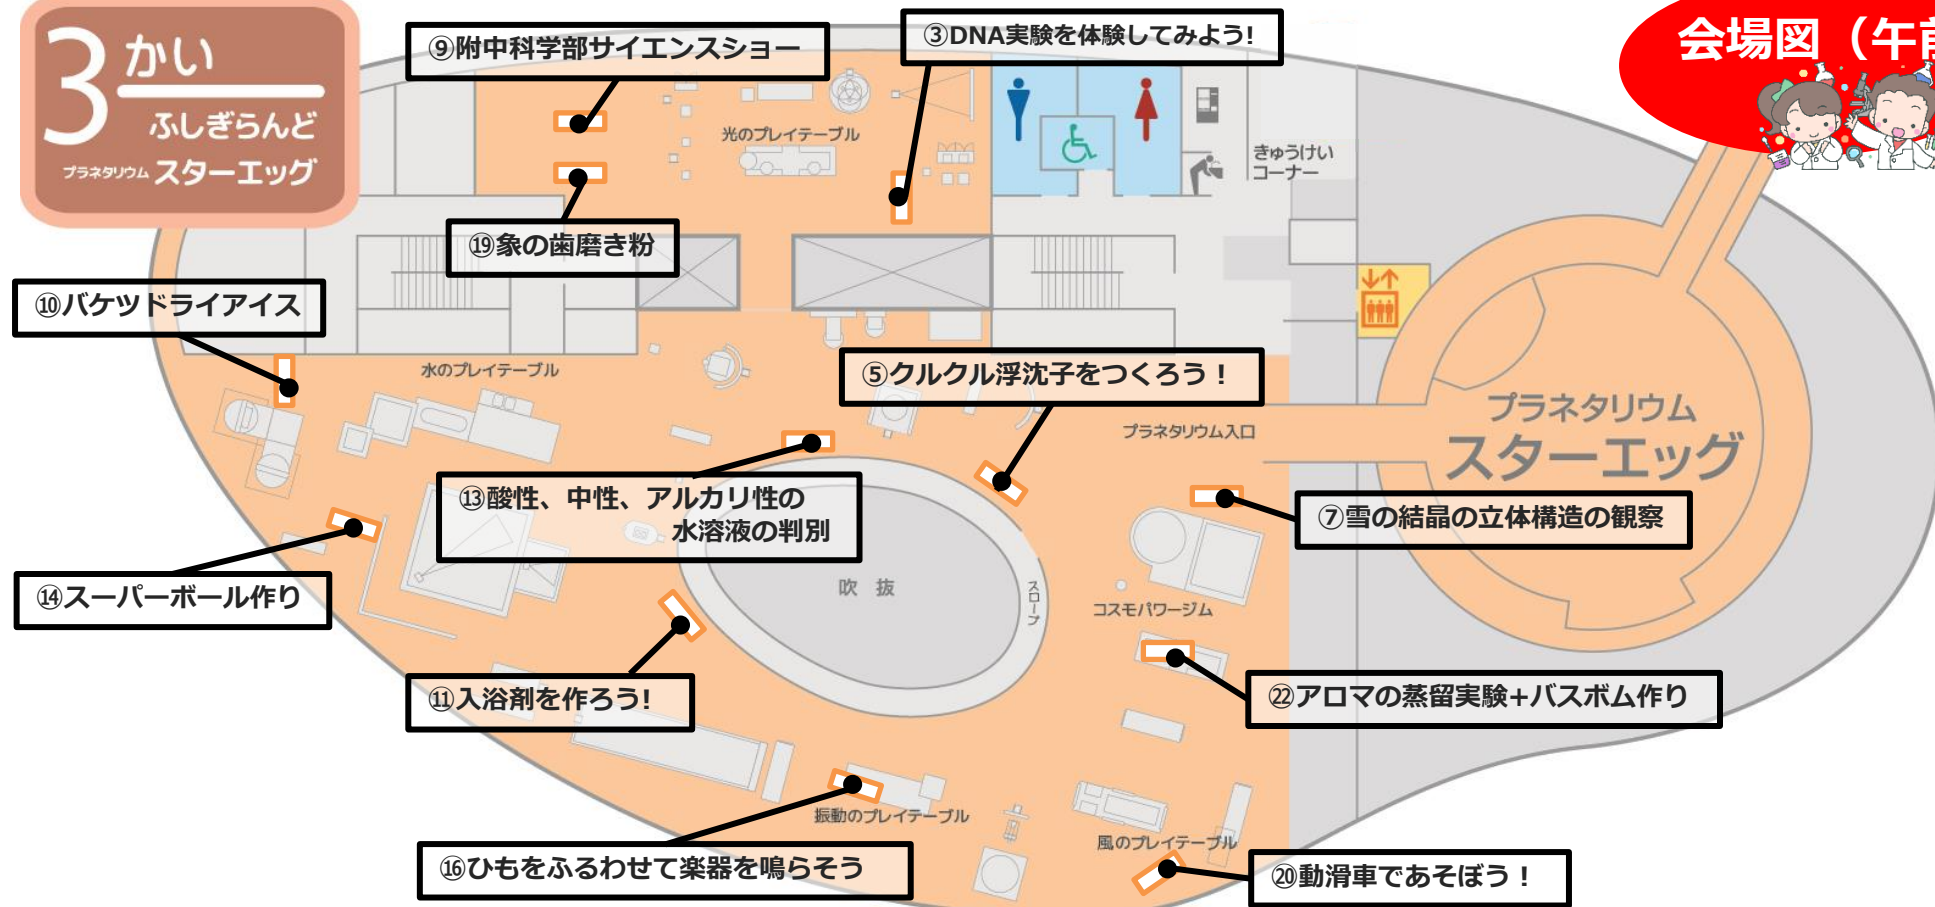 3かい
ふしぎらんど
プラネタリウム スターエッグ
会場図（午前
⑨附中科学部サイエンスショー
③DNA実験を体験してみよう!
光のプレイテーブル
きゅうけい
コーナー
⑲象の歯磨き粉
⑩バケツドライアイス
水のプレイテーブル
⑤クルクル浮沈子をつくろう！
プラネタリウム入口
プラネタリウム
スターエッグ
⑬酸性、中性、アルカリ性の
水溶液の判別
⑦雪の結晶の立体構造の観察
⑭スーパーボール作り
吹 抜
スロープ
コスモパワージム
⑪入浴剤を作ろう!
㉒アロマの蒸留実験+バスボム作り
振動のプレイテーブル
風のプレイテーブル
⑯ひもをふるわせて楽器を鳴らそう
⑳動滑車であそぼう！